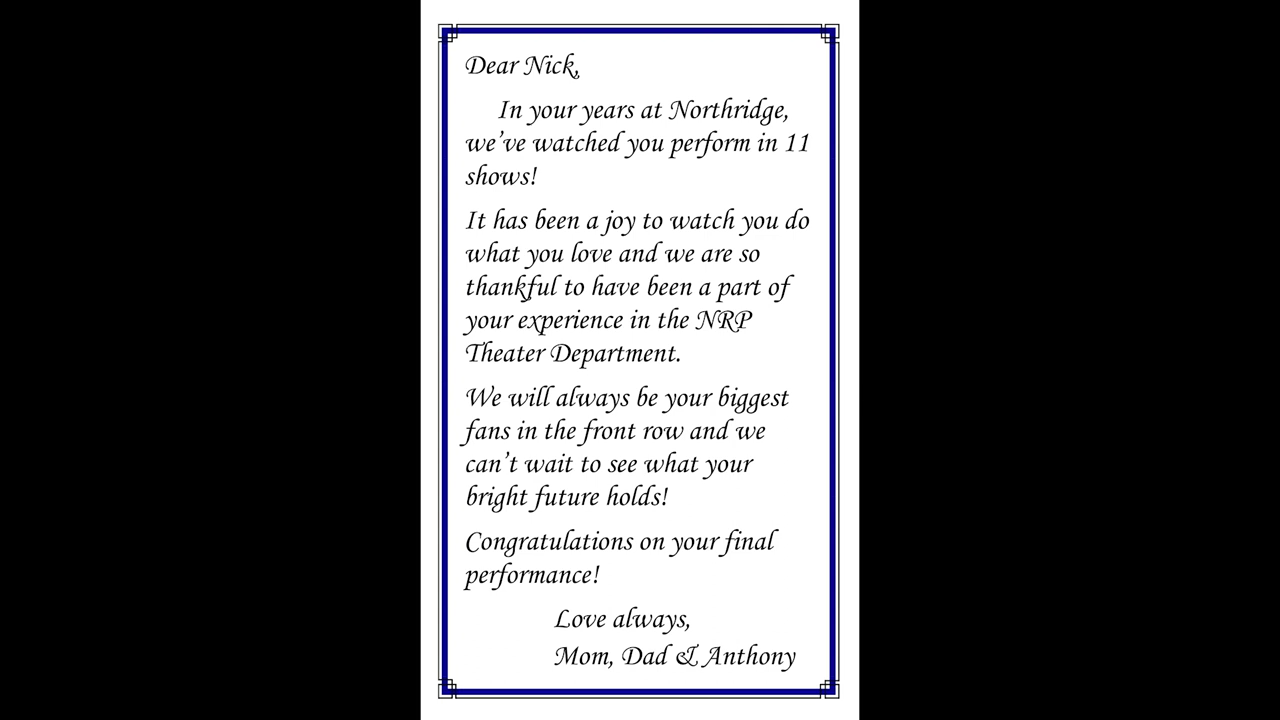 Dear Nick,
In your years at Northridge,
we've watched you perform in 11
shows!
It has been a joy to watch you do
what you love and we are so
thankful to have been a part of
your experience in the NRP
Theater Department.
We will always be your biggest
fans in the front row and we
can't wait to see what your
bright future holds!
Congratulations on your final
performance!
Love always,
Mom, Dad & Anthony